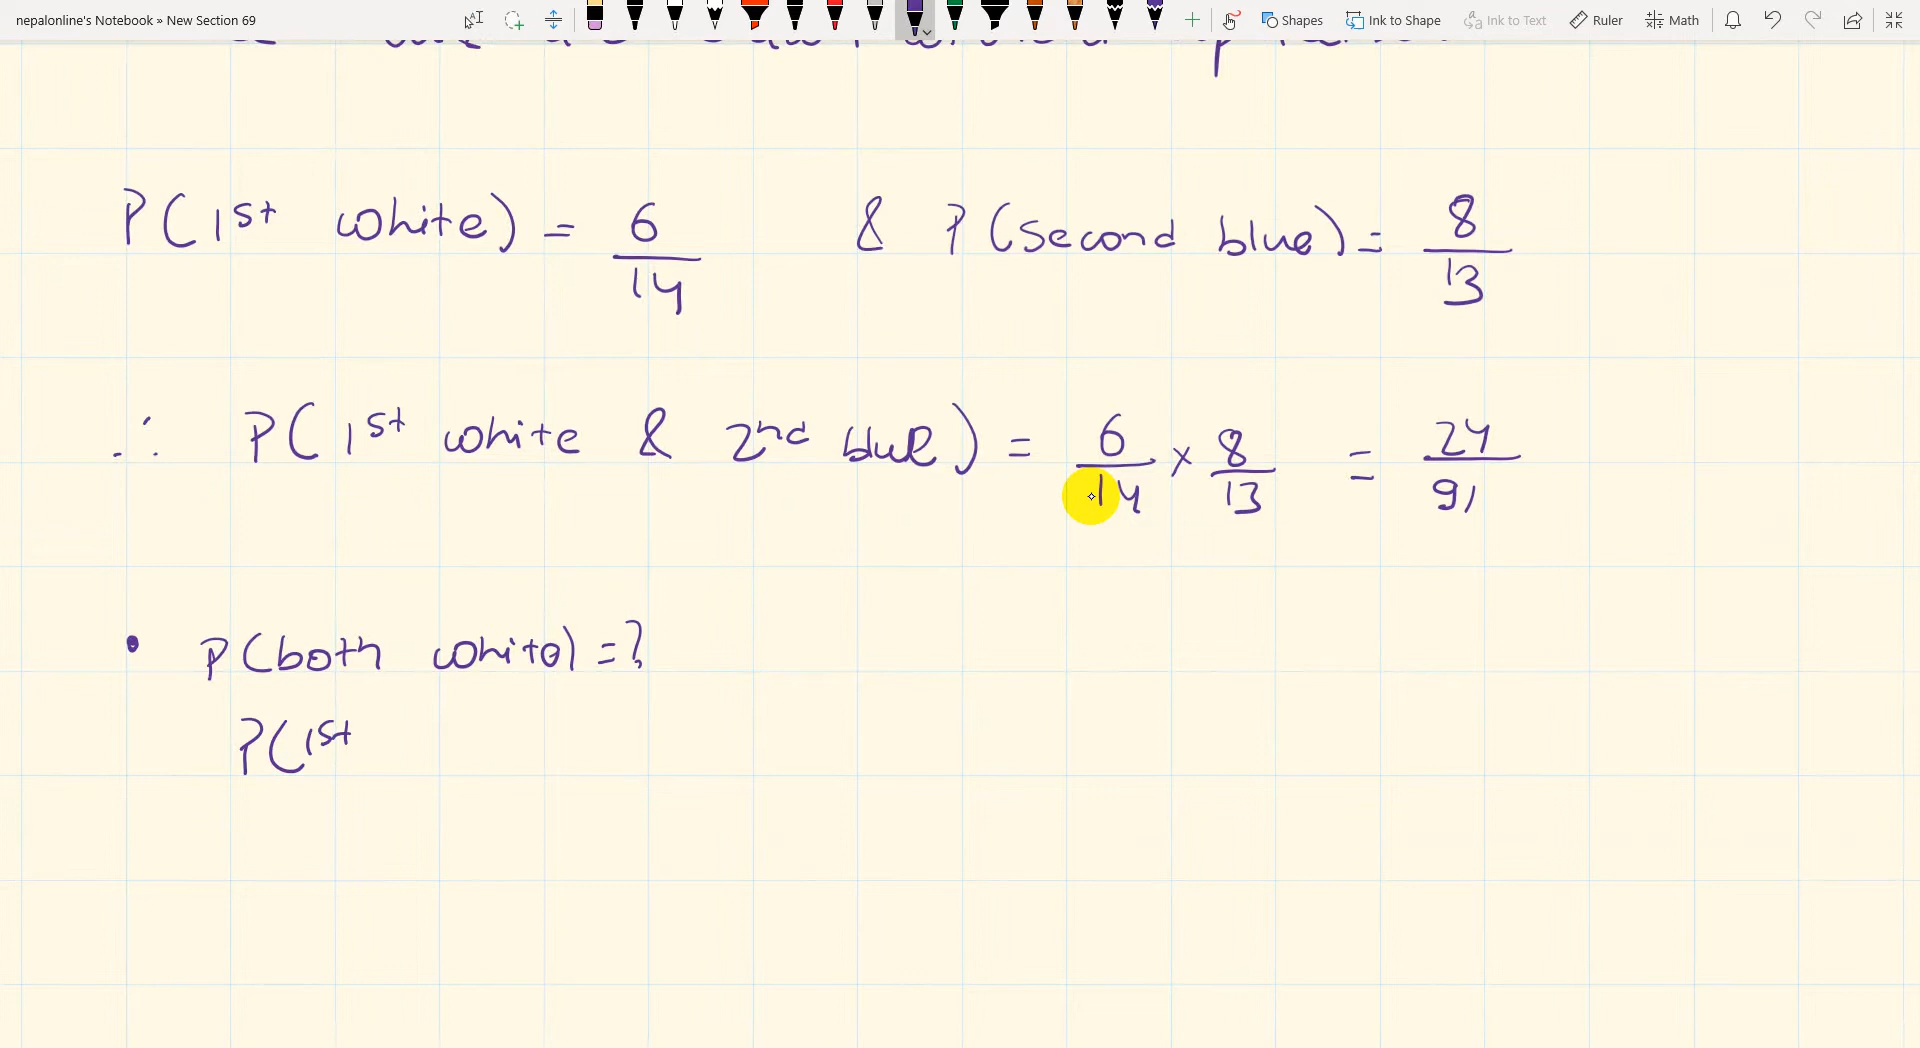 nepalonline's Notebook » New Section 69 Shapes Ink to Shape Ink to Text Ruler Math
P(1st white) = 6/14 & P(second blue) = 8/13
∴ P(1st white & 2nd blue) = 6/14 × 8/13 = 24/91
• P(both white) = ?
P(1st